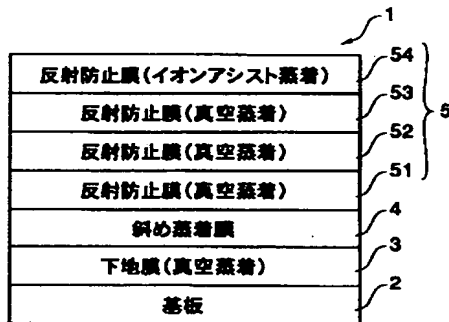 1
反射防止膜(イオンアシスト蒸着) 54
反射防止膜(真空蒸着) 53
5
反射防止膜(真空蒸着) 52
反射防止膜(真空蒸着) 51
斜め蒸着膜 4
下地膜(真空蒸着) 3
基板 2